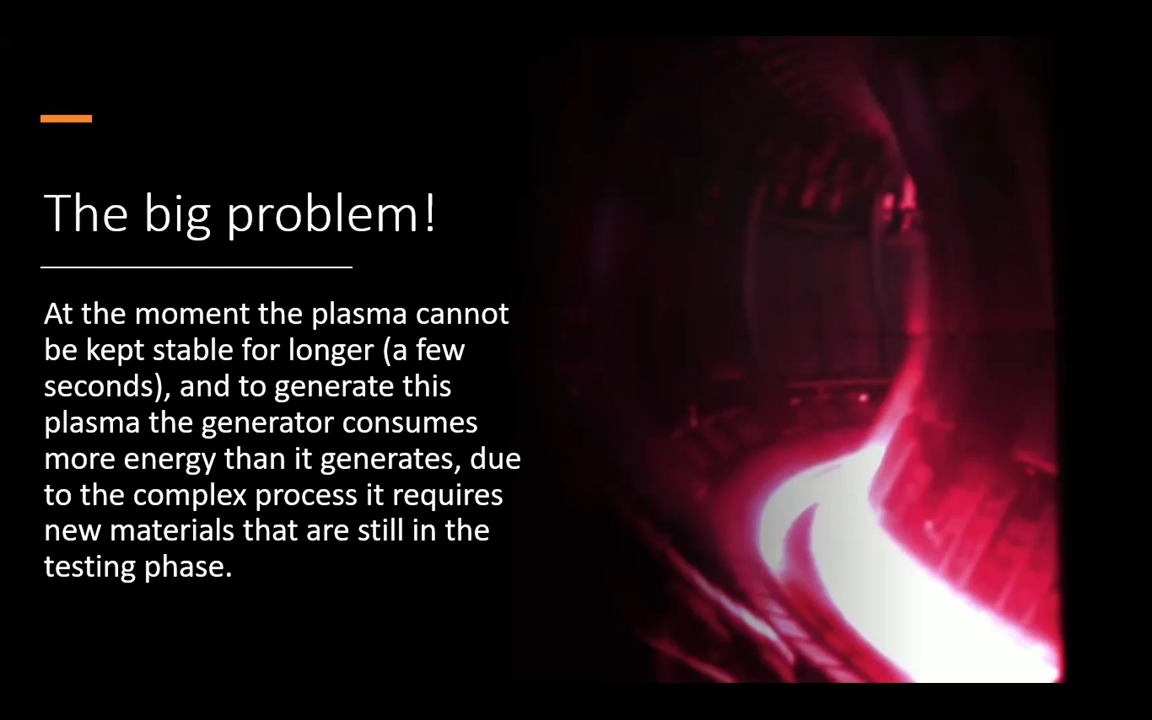 The big problem!
At the moment the plasma cannot
be kept stable for longer (a few
seconds), and to generate this
plasma the generator consumes
more energy than it generates, due
to the complex process it requires
new materials that are still in the
testing phase.